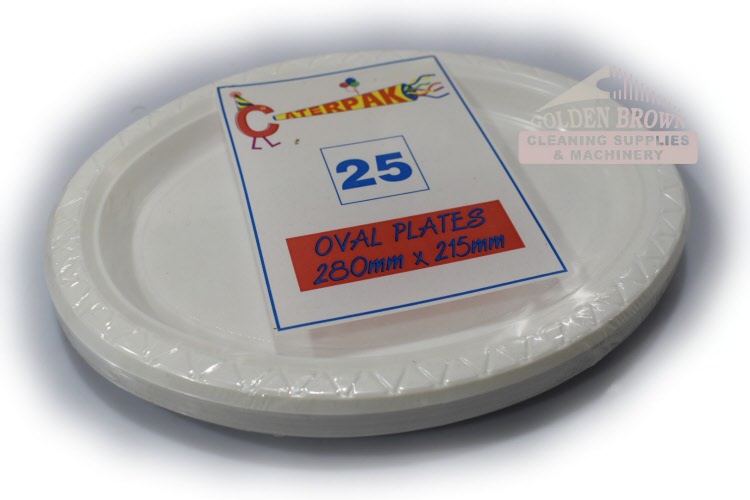 CATERPAK
25
OVAL PLATES
280mm x 215mm
GOLDEN BROWN
CLEANING SUPPLIES
& MACHINERY